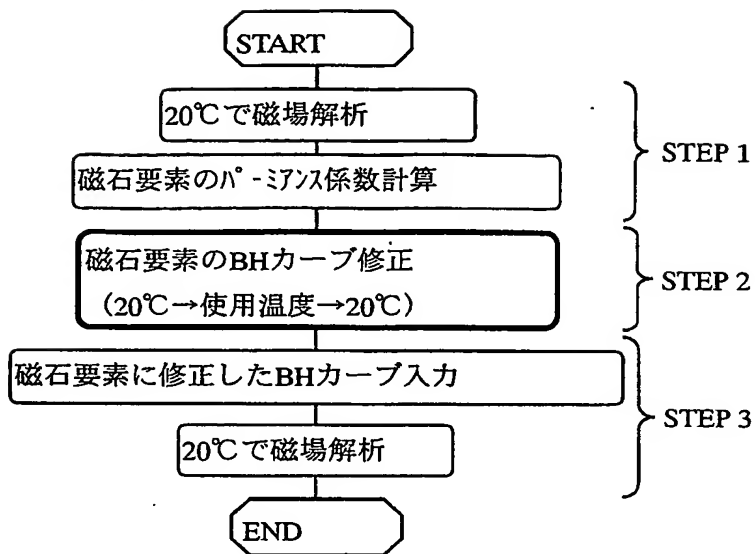 START
20℃で磁場解析
磁石要素のﾊﾟｰﾐｱﾝｽ係数計算
STEP 1
磁石要素のBHカーブ修正
（20℃→使用温度→20℃）
STEP 2
磁石要素に修正したBHカーブ入力
20℃で磁場解析
STEP 3
END